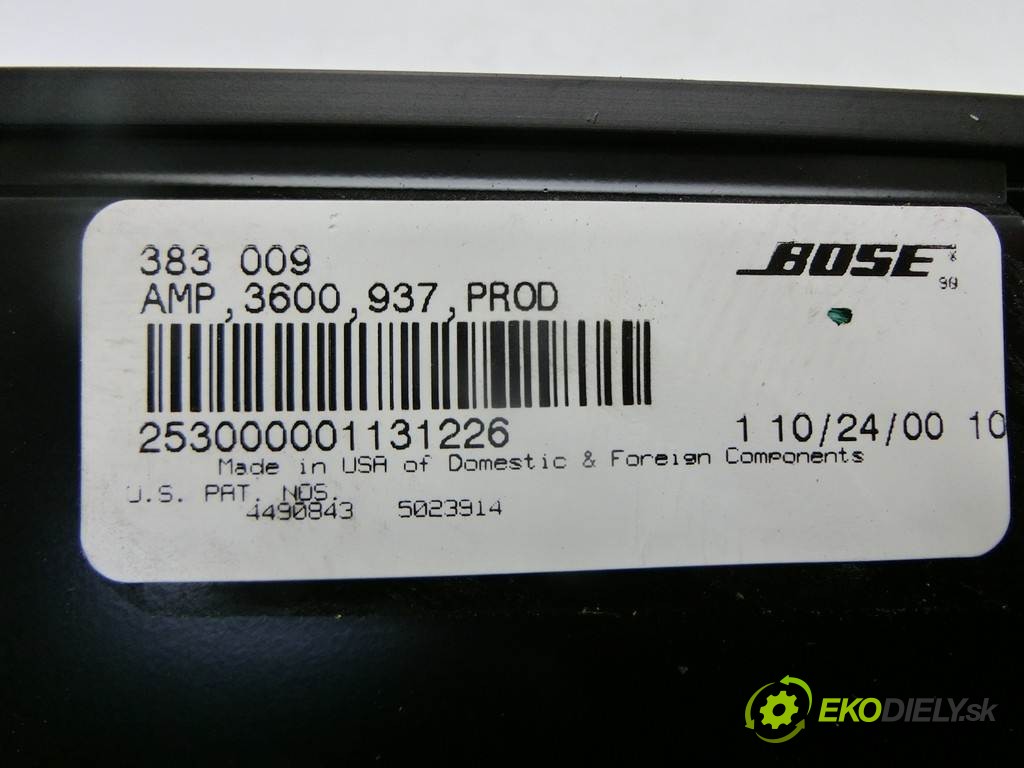 383 009
BOSE
90
AMP,3600,937,PROD
253000001131226
1 10/24/00 10
Made in USA of Domestic & Foreign Components
U.S. PAT. NOS.
4490843 5023914
EKODIELY.sk